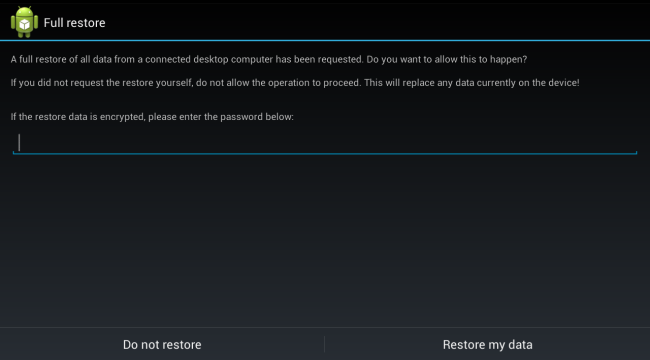 Full restore
A full restore of all data from a connected desktop computer has been requested. Do you want to allow this to happen?
If you did not request the restore yourself, do not allow the operation to proceed. This will replace any data currently on the device!
If the restore data is encrypted, please enter the password below:
Do not restore
Restore my data